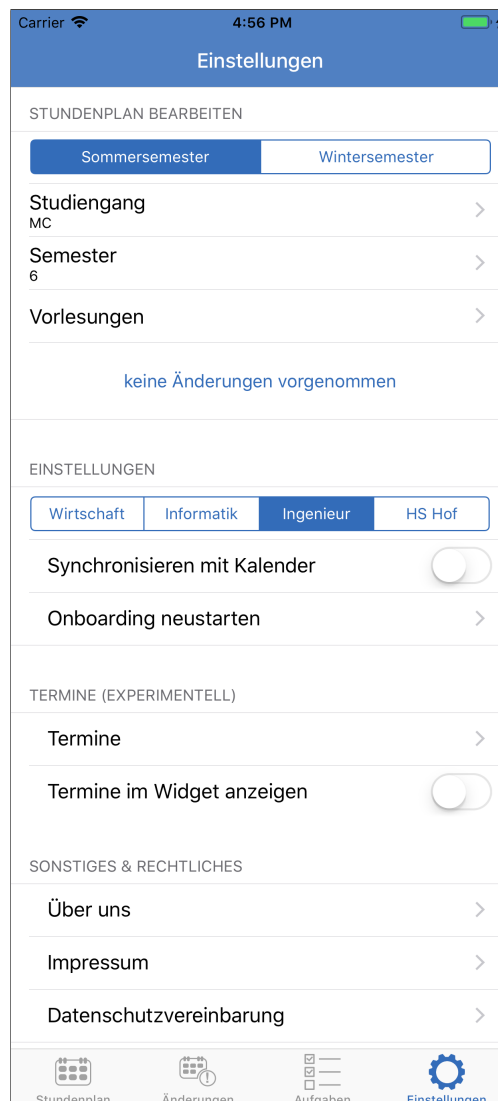 Carrier 4:56 PM
Einstellungen
STUNDENPLAN BEARBEITEN
Sommersemester Wintersemester
Studiengang
MC
Semester
6
Vorlesungen
keine Änderungen vorgenommen
EINSTELLUNGEN
Wirtschaft Informatik Ingenieur HS Hof
Synchronisieren mit Kalender
Onboarding neustarten
TERMINE (EXPERIMENTELL)
Termine
Termine im Widget anzeigen
SONSTIGES & RECHTLICHES
Über uns
Impressum
Datenschutzvereinbarung
Stundenplan Änderungen Aufgaben Einstellungen